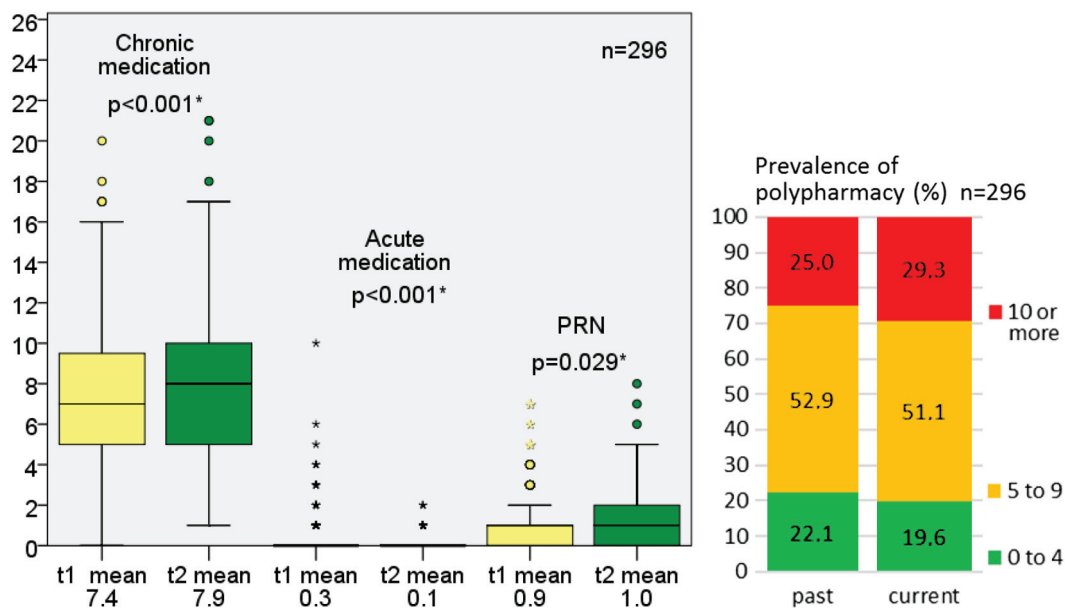 26
24
22
20
18
16
14
12
10
8
6
4
2
0
Chronic
medication
p<0.001*
n=296
Acute
medication
p<0.001*
PRN
p=0.029*
t1 mean t2 mean t1 mean t2 mean t1 mean t2 mean
7.4 7.9 0.3 0.1 0.9 1.0
Prevalence of
polypharmacy (%) n=296
100
90
80
70
60
50
40
30
20
10
0
25.0 29.3
52.9 51.1
22.1 19.6
10 or
more
5 to 9
0 to 4
past current